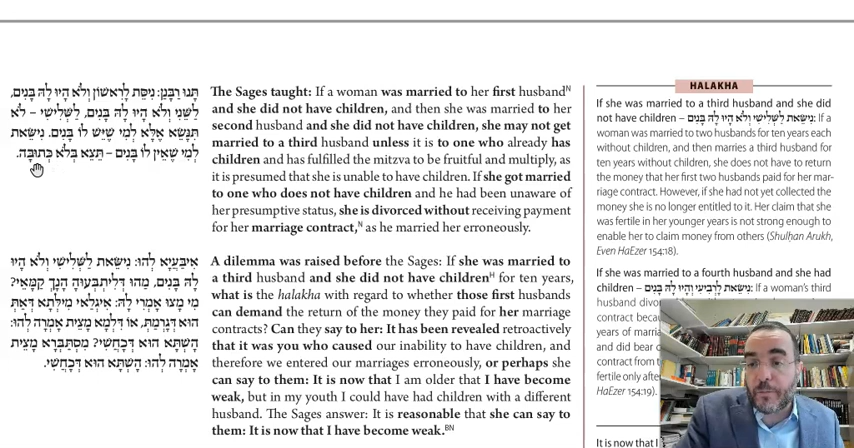 תָּנוּ רַבָּנַן: נִיסֵּת לָרִאשׁוֹן וְלֹא הָיוּ לָהּ בָּנִים,
לַשֵּׁנִי וְלֹא הָיוּ לָהּ בָּנִים, לַשְּׁלִישִׁי – לֹא
תִּנָּשֵׂא אֶלָּא לְמִי שֶׁיֵּשׁ לוֹ בָּנִים. נִישֵּׂאת
לְמִי שֶׁאֵין לוֹ בָּנִים – תֵּצֵא בְּלֹא כְּתוּבָּה.
אִיבַּעֲיָא לְהוּ: נִישֵּׂאת לַשְּׁלִישִׁי וְלֹא הָיוּ
לָהּ בָּנִים, מַהוּ דְּלִיתְבְּעוּהָ הָנָךְ קַמָּאֵי?
מִי מָצוּ אָמְרִי לָהּ: אִיגַּלַּאי מִילְּתָא דְּאַתְּ
הוּא דְּגָרְמַתְּ, אוֹ דִּלְמָא מָצֵית אָמְרָה לְהוּ:
הָשְׁתָּא הוּא דִּכְחַשִׁי? מִסְתַּבְּרָא מָצֵית
אָמְרָה לְהוּ: הָשְׁתָּא הוּא דִּכְחַשִׁי.
The Sages taught: If a woman was married to her first husbandᴺ
and she did not have children, and then she was married to her
second husband and she did not have children, she may not get
married to a third husband unless it is to one who already has
children and has fulfilled the mitzva to be fruitful and multiply, as
it is presumed that she is unable to have children. If she got married
to one who does not have children and he had been unaware of
her presumptive status, she is divorced without receiving payment
for her marriage contract,ᴺ as he married her erroneously.
A dilemma was raised before the Sages: If she was married to
a third husband and she did not have childrenᴴ for ten years,
what is the halakha with regard to whether those first husbands
can demand the return of the money they paid for her marriage
contracts? Can they say to her: It has been revealed retroactively
that it was you who caused our inability to have children, and
therefore we entered our marriages erroneously, or perhaps she
can say to them: It is now that I am older that I have become
weak, but in my youth I could have had children with a different
husband. The Sages answer: It is reasonable that she can say to
them: It is now that I have become weak.ᴮᴺ
HALAKHA
If she was married to a third husband and she did
not have children – נִישֵּׂאת לַשְּׁלִישִׁי וְלֹא הָיוּ לָהּ בָּנִים: If a
woman was married to two husbands for ten years each
without children, and then marries a third husband for
ten years without children, she does not have to return
the money that her first two husbands paid for her mar-
riage contract. However, if she had not yet collected the
money she is no longer entitled to it. Her claim that she
was fertile in her younger years is not strong enough to
enable her to claim money from others (Shulḥan Arukh,
Even HaEzer 154:18).
If she was married to a fourth husband and she had
children – נִישֵּׂאת לָרְבִיעִי וְהָיוּ לָהּ בָּנִים: If a woman's third
husband divor
contract becau
years of marria
and did bear c
contract from t
fertile only afte
HaEzer 154:19).
It is now that I